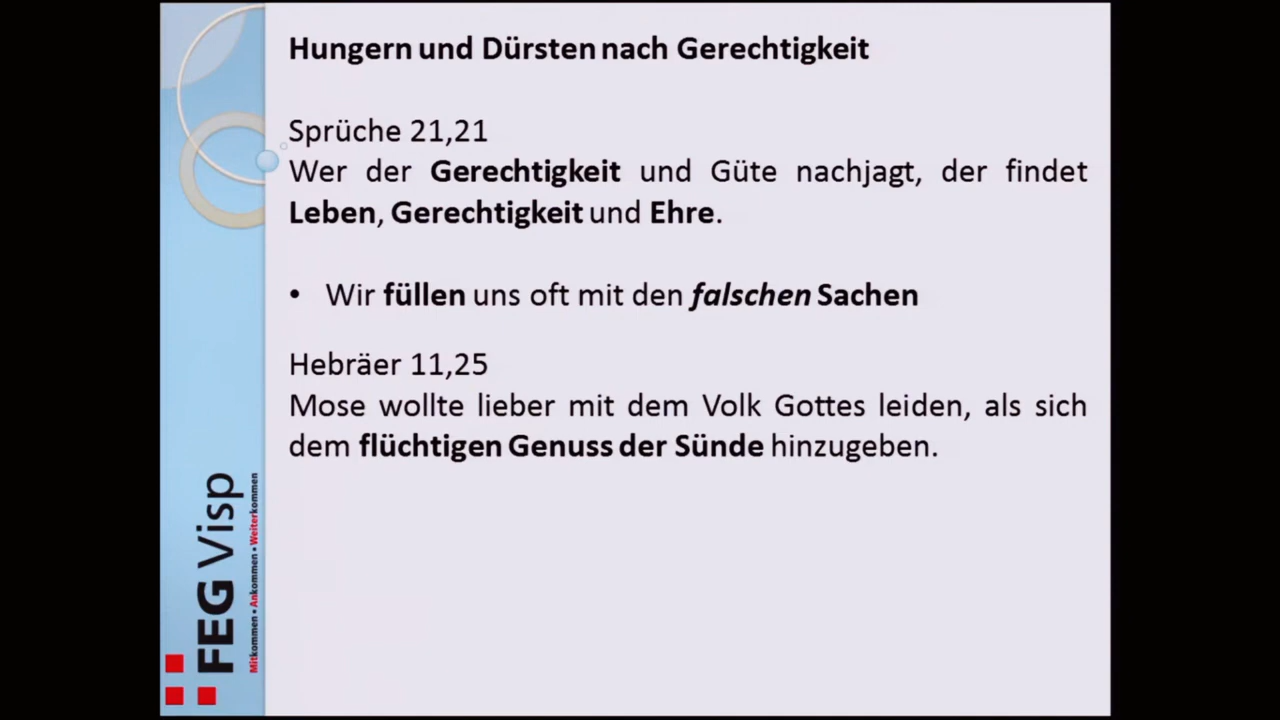 Hungern und Dürsten nach Gerechtigkeit
Sprüche 21,21
Wer der Gerechtigkeit und Güte nachjagt, der findet
Leben, Gerechtigkeit und Ehre.
• Wir füllen uns oft mit den falschen Sachen
Hebräer 11,25
Mose wollte lieber mit dem Volk Gottes leiden, als sich
dem flüchtigen Genuss der Sünde hinzugeben.
FEG Visp
Mitkommen • Ankommen • Weiterkommen